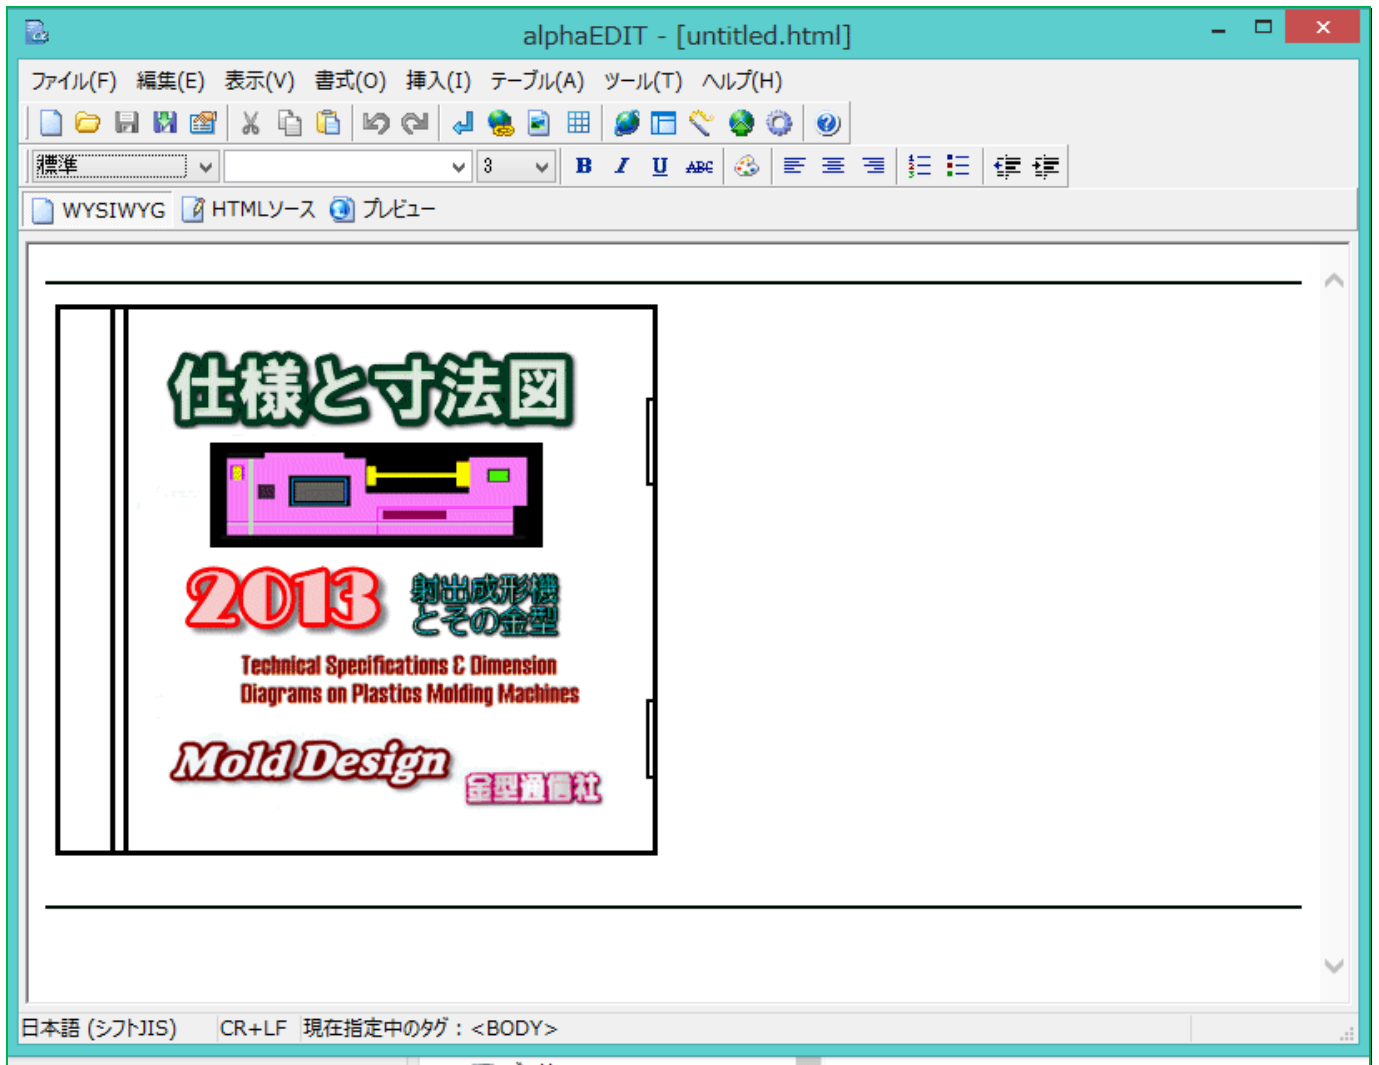 alphaEDIT - [untitled.html]
ファイル(F) 編集(E) 表示(V) 書式(O) 挿入(I) テーブル(A) ツール(T) ヘルプ(H)
標準 3 B I U ABC
WYSIWYG HTMLソース プレビュー
仕様と寸法図
2013 射出成形機
とその金型
Technical Specifications & Dimension
Diagrams on Plastics Molding Machines
Mold Design
金型通信社
日本語 (シフトJIS) CR+LF 現在指定中のタグ : <BODY>